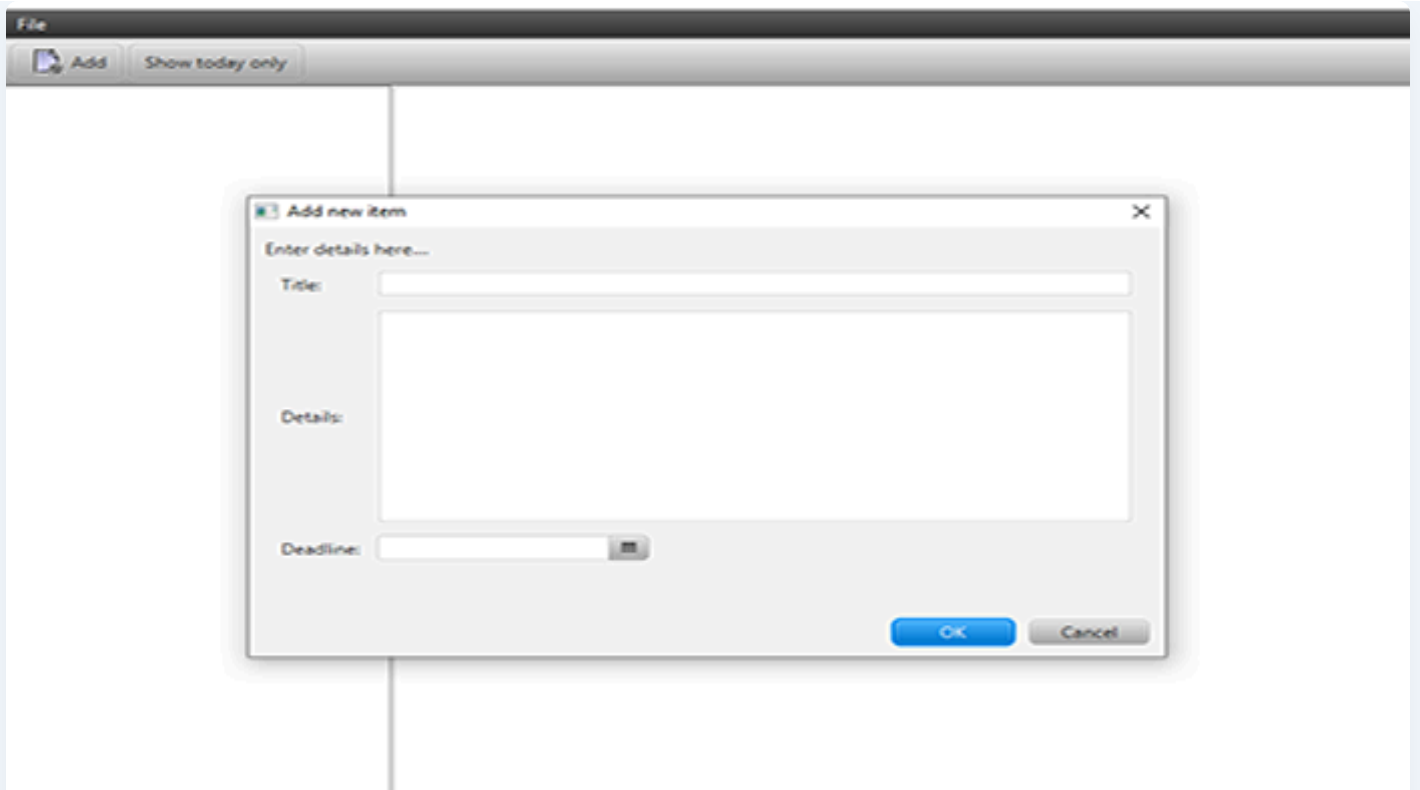 File
Add Show today only
Add new item
Enter details here...
Title:
Details:
Deadline:
OK Cancel